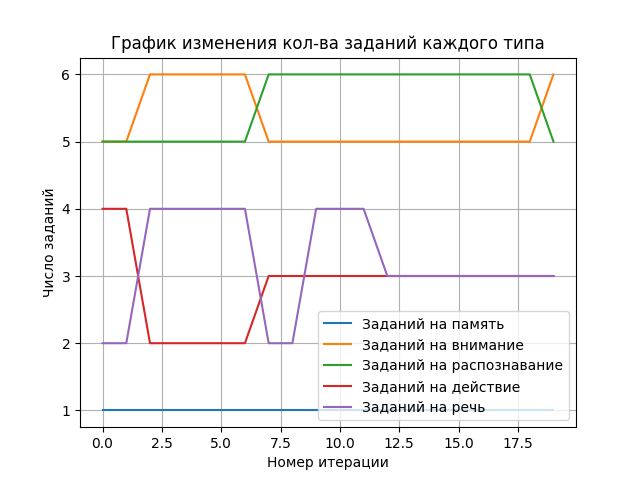 График изменения кол-ва заданий каждого типа
Число заданий
6
5
4
3
2
1
0.0 2.5 5.0 7.5 10.0 12.5 15.0 17.5
Номер итерации
Заданий на память
Заданий на внимание
Заданий на распознавание
Заданий на действие
Заданий на речь